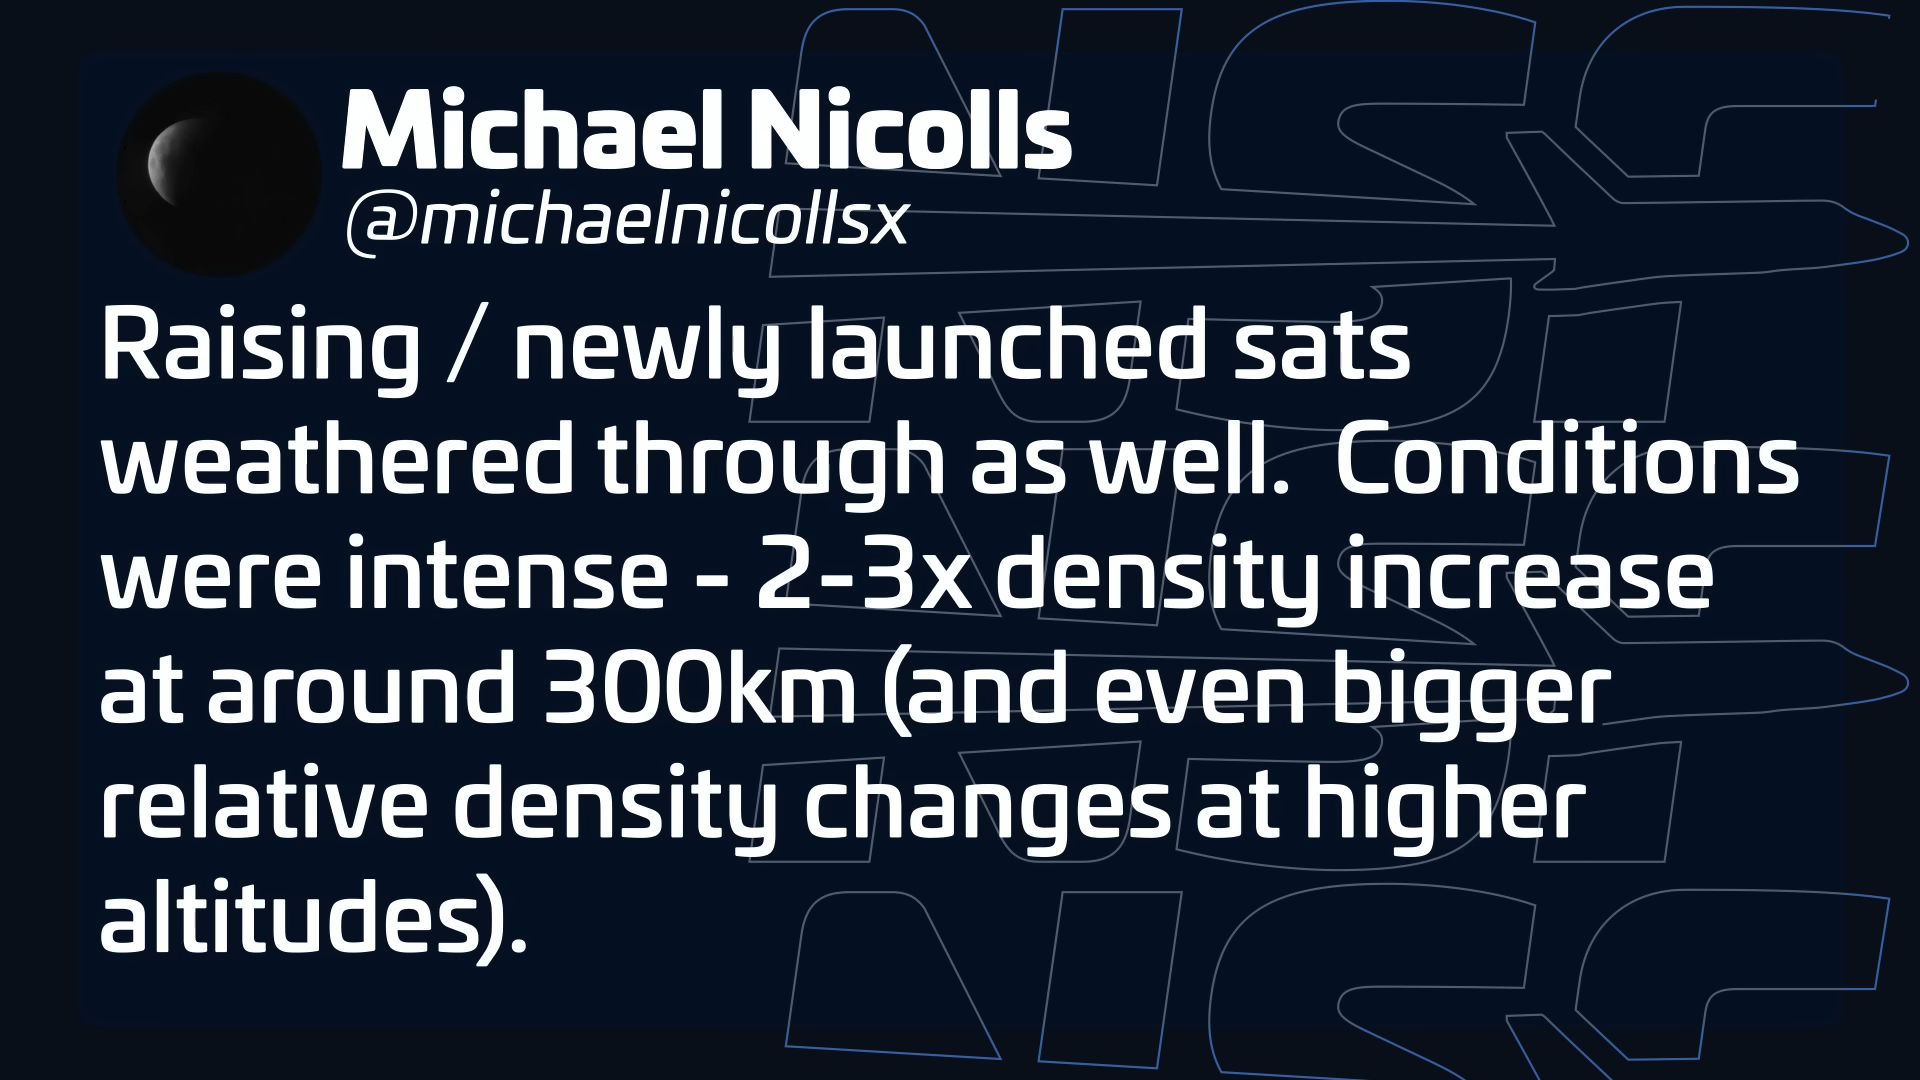 Michael Nicolls
@michaelnicollsx
Raising / newly launched sats
weathered through as well.  Conditions
were intense - 2-3x density increase
at around 300km (and even bigger
relative density changes at higher
altitudes).